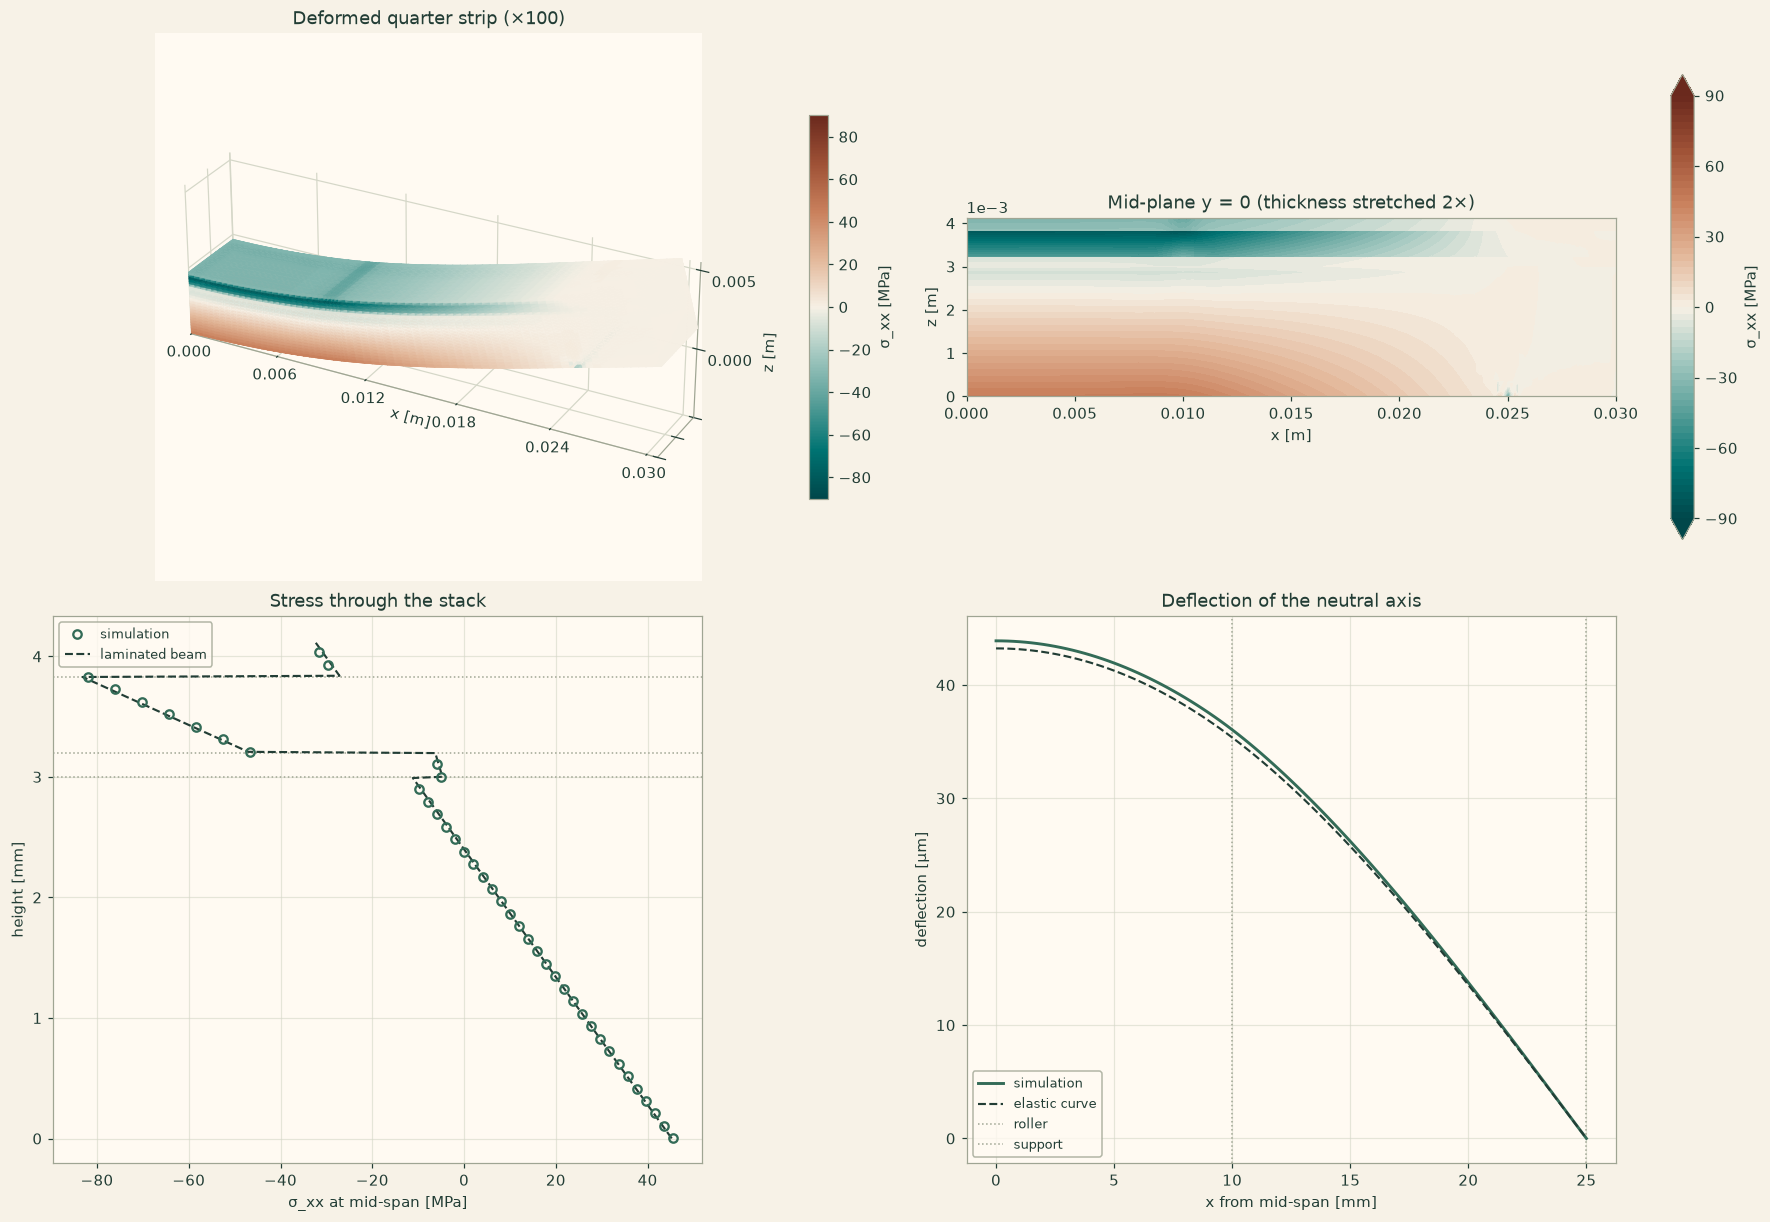 Deformed quarter strip (×100)
0.005
0.000
z [m]
0.000
0.006
0.012
0.018
0.024
0.030
x [m]
80
60
40
20
0
−20
−40
−60
−80
σ_xx [MPa]
Mid-plane y = 0 (thickness stretched 2×)
1e−3
4
3
2
1
0
z [m]
0.000
0.005
0.010
0.015
0.020
0.025
0.030
x [m]
90
60
30
0
−30
−60
−90
σ_xx [MPa]
Stress through the stack
simulation
laminated beam
4
3
2
1
0
height [mm]
−80
−60
−40
−20
0
20
40
σ_xx at mid-span [MPa]
Deflection of the neutral axis
40
30
20
10
0
deflection [µm]
simulation
elastic curve
roller
support
0
5
10
15
20
25
x from mid-span [mm]